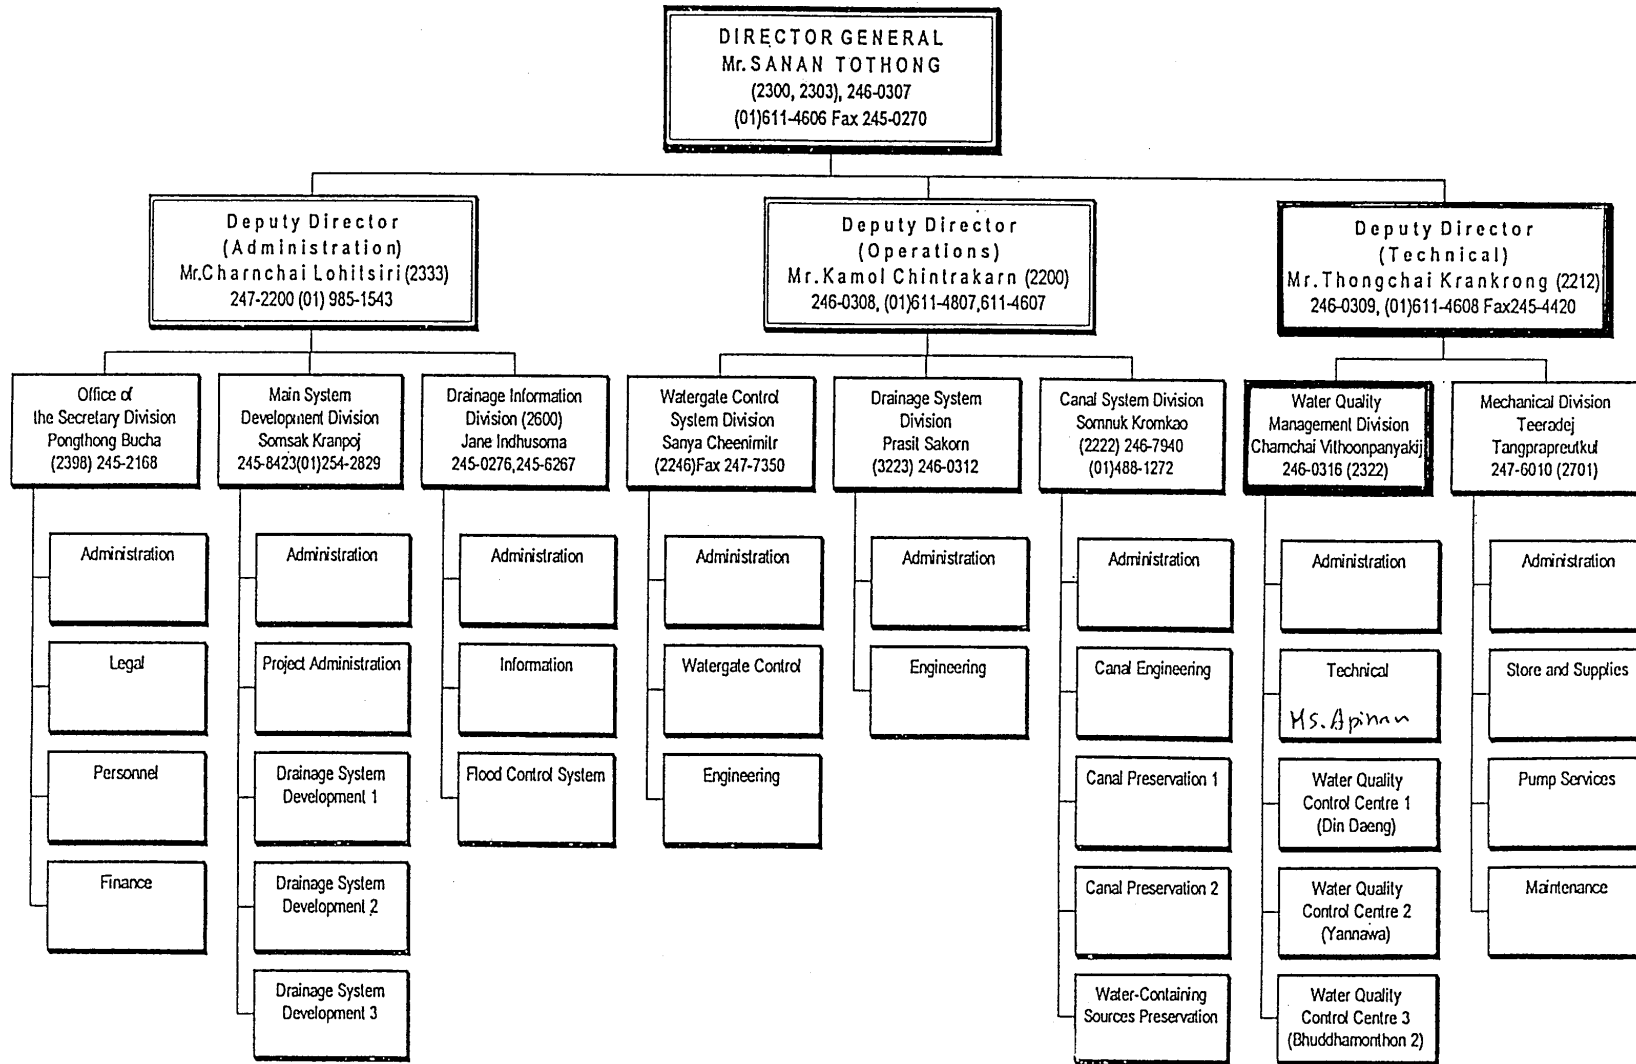 DIRECTOR GENERAL
Mr. SANAN TOTHONG
(2300, 2303), 246-0307
(01)611-4606 Fax 245-0270
Deputy Director
(Administration)
Mr.Charnchai Lohitsiri (2333)
247-2200 (01) 985-1543
Deputy Director
(Operations)
Mr.Kamol Chintrakarn (2200)
246-0308, (01)611-4807,611-4607
Deputy Director
(Technical)
Mr.Thongchai Krankrong (2212)
246-0309, (01)611-4608 Fax245-4420
Office of
the Secretary Division
Pongthong Bucha
(2398) 245-2168
Main System
Development Division
Somsak Kranpoj
245-8423(01)254-2829
Drainage Information
Division (2600)
Jane Indhusoma
245-0276,245-6267
Watergate Control
System Division
Sanya Cheenimitr
(2246)Fax 247-7350
Drainage System
Division
Prasit Sakorn
(3223) 246-0312
Canal System Division
Somnuk Kromkao
(2222) 246-7940
(01)488-1272
Water Quality
Management Division
Chamchai Vithoonpanyakij
246-0316 (2322)
Mechanical Division
Teeradej
Tangprapreutkul
247-6010 (2701)
Administration
Legal
Personnel
Finance
Administration
Project Administration
Drainage System
Development 1
Drainage System
Development 2
Drainage System
Development 3
Administration
Information
Flood Control System
Administration
Watergate Control
Engineering
Administration
Engineering
Administration
Canal Engineering
Canal Preservation 1
Canal Preservation 2
Water-Containing
Sources Preservation
Administration
Technical
Ms. Apinan
Water Quality
Control Centre 1
(Din Daeng)
Water Quality
Control Centre 2
(Yannawa)
Water Quality
Control Centre 3
(Bhuddhamonthon 2)
Administration
Store and Supplies
Pump Services
Maintenance